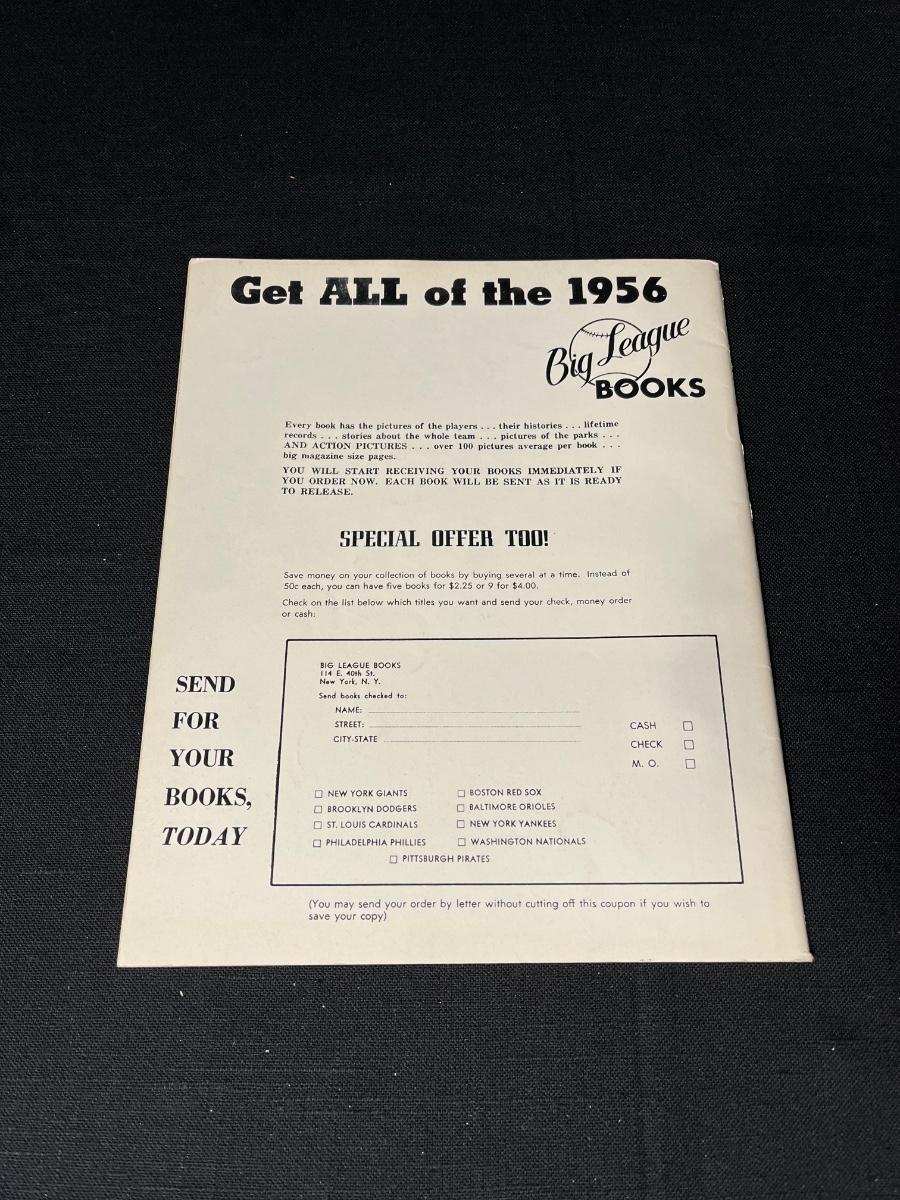 Get ALL of the 1956
Big League
BOOKS
Every book has the pictures of the players . . . their histories . . . lifetime
records . . . stories about the whole team . . . pictures of the parks . . .
AND ACTION PICTURES . . . over 100 pictures average per book . . .
big magazine size pages.
YOU WILL START RECEIVING YOUR BOOKS IMMEDIATELY IF
YOU ORDER NOW. EACH BOOK WILL BE SENT AS IT IS READY
TO RELEASE.
SPECIAL OFFER TOO!
Save money on your collection of books by buying several at a time. Instead of
50c each, you can have five books for $2.25 or 9 for $4.00.
Check on the list below which titles you want and send your check, money order
or cash:
SEND
FOR
YOUR
BOOKS,
TODAY
BIG LEAGUE BOOKS
114 E. 40th St.
New York, N. Y.
Send books checked to:
NAME:
STREET:
CITY-STATE
CASH
CHECK
M. O.
NEW YORK GIANTS
BROOKLYN DODGERS
ST. LOUIS CARDINALS
PHILADELPHIA PHILLIES
BOSTON RED SOX
BALTIMORE ORIOLES
NEW YORK YANKEES
WASHINGTON NATIONALS
PITTSBURGH PIRATES
(You may send your order by letter without cutting off this coupon if you wish to
save your copy)